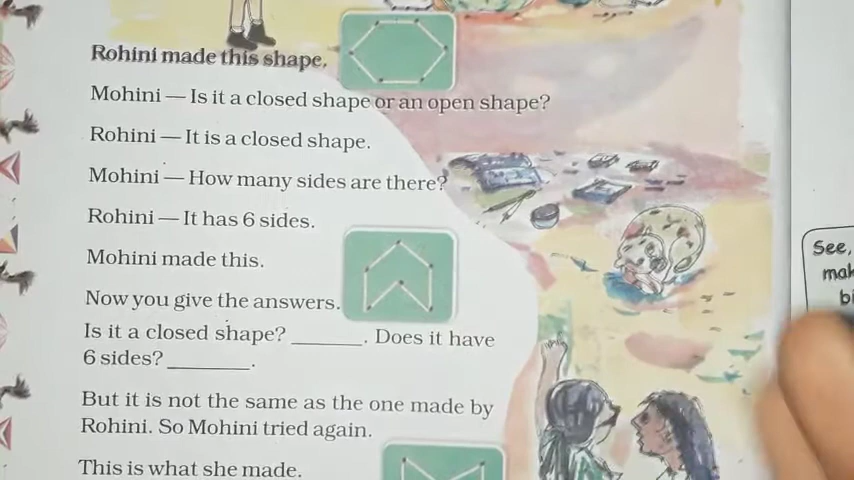 Rohini made this shape.
Mohini — Is it a closed shape or an open shape?
Rohini — It is a closed shape.
Mohini — How many sides are there?
Rohini — It has 6 sides.
Mohini made this.
Now you give the answers.
Is it a closed shape? ______. Does it have
6 sides? _______.
But it is not the same as the one made by
Rohini. So Mohini tried again.
This is what she made.
See,